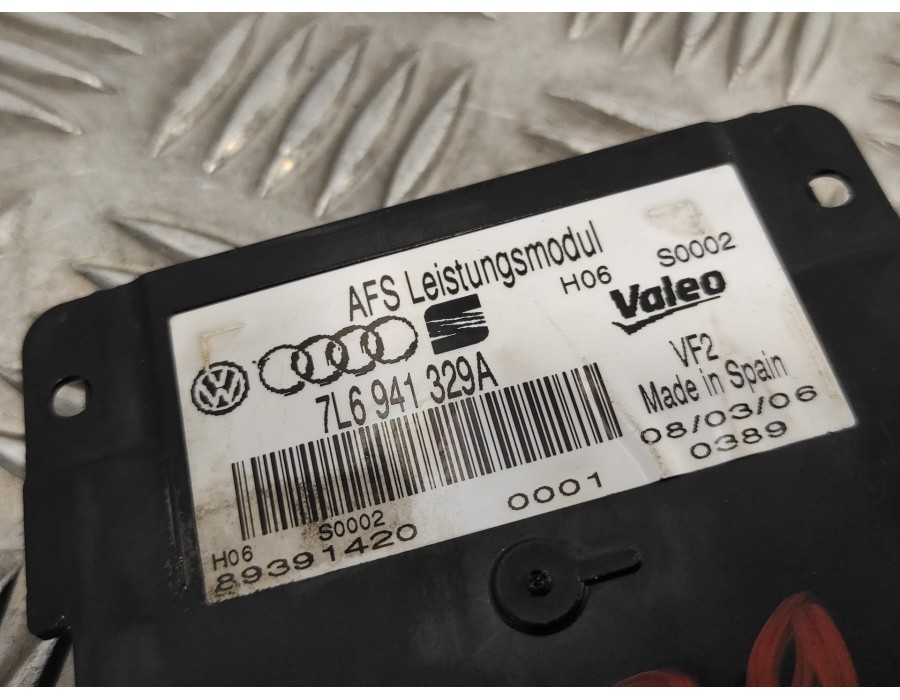 AFS Leistungsmodul
H06 S0002
Valeo
VW
7L6 941 329A
VF2
Made in Spain
08/03/06
0389
H06 S0002
89391420 0001